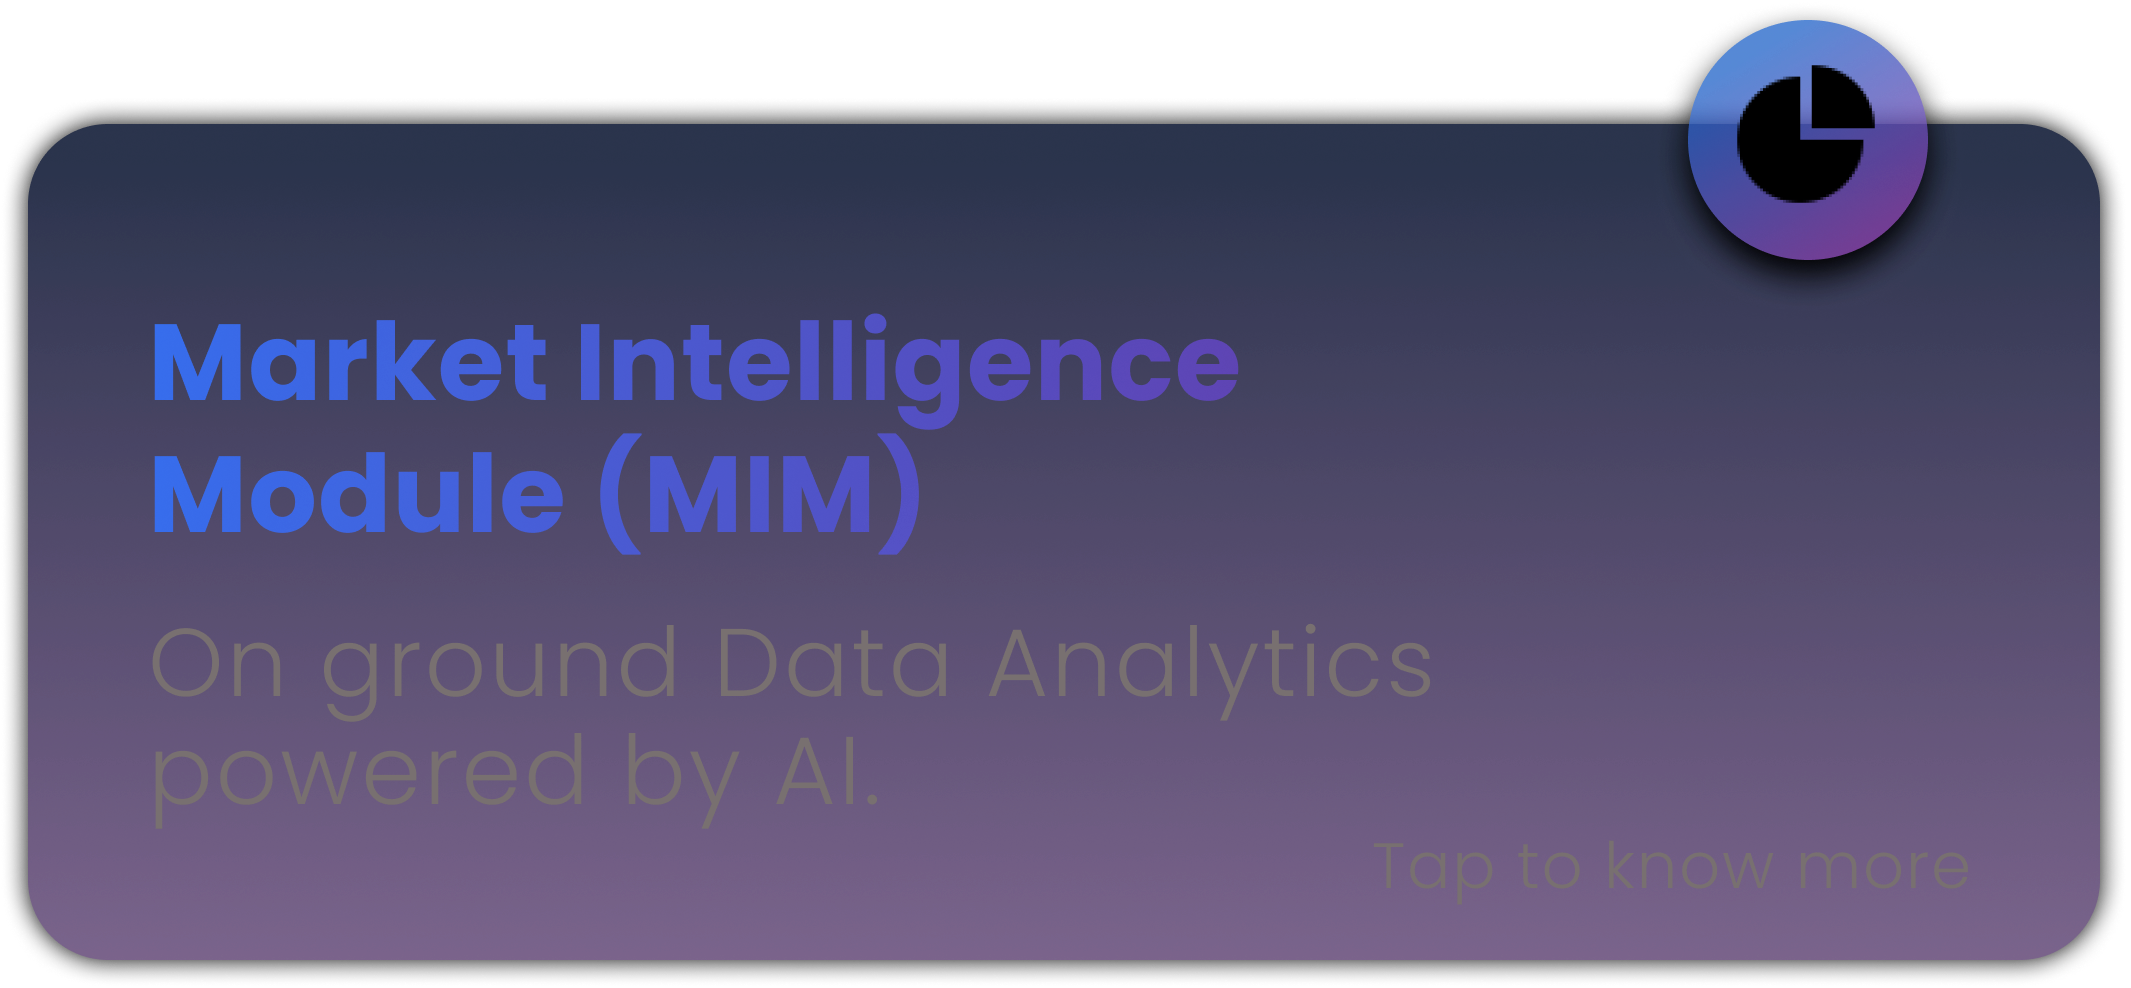 Market Intelligence
Module (MIM)
On ground Data Analytics
powered by AI.
Tap to know more